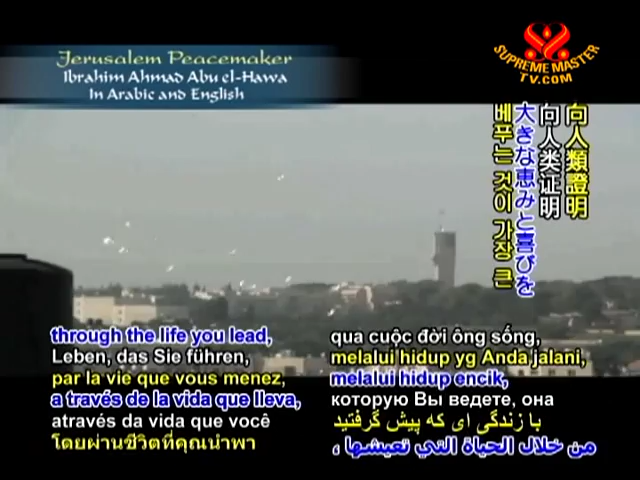 Jerusalem Peacemaker
Ibrahim Ahmad Abu el-Hawa
In Arabic and English
SUPREME MASTER
TV.COM
向人類證明
向人类证明
大きな恵みと喜びを
베푸는 것이 가장 큰
through the life you lead,
Leben, das Sie führen,
par la vie que vous menez,
a través de la vida que lleva,
através da vida que você
โดยผ่านชีวิตที่คุณนำพา
qua cuộc đời ông sống,
melalui hidup yg Anda jalani,
melalui hidup encik,
которую Вы ведете, она
با زندگی ای که پیش گرفتید
من خلال الحياة التي تعيشها ،